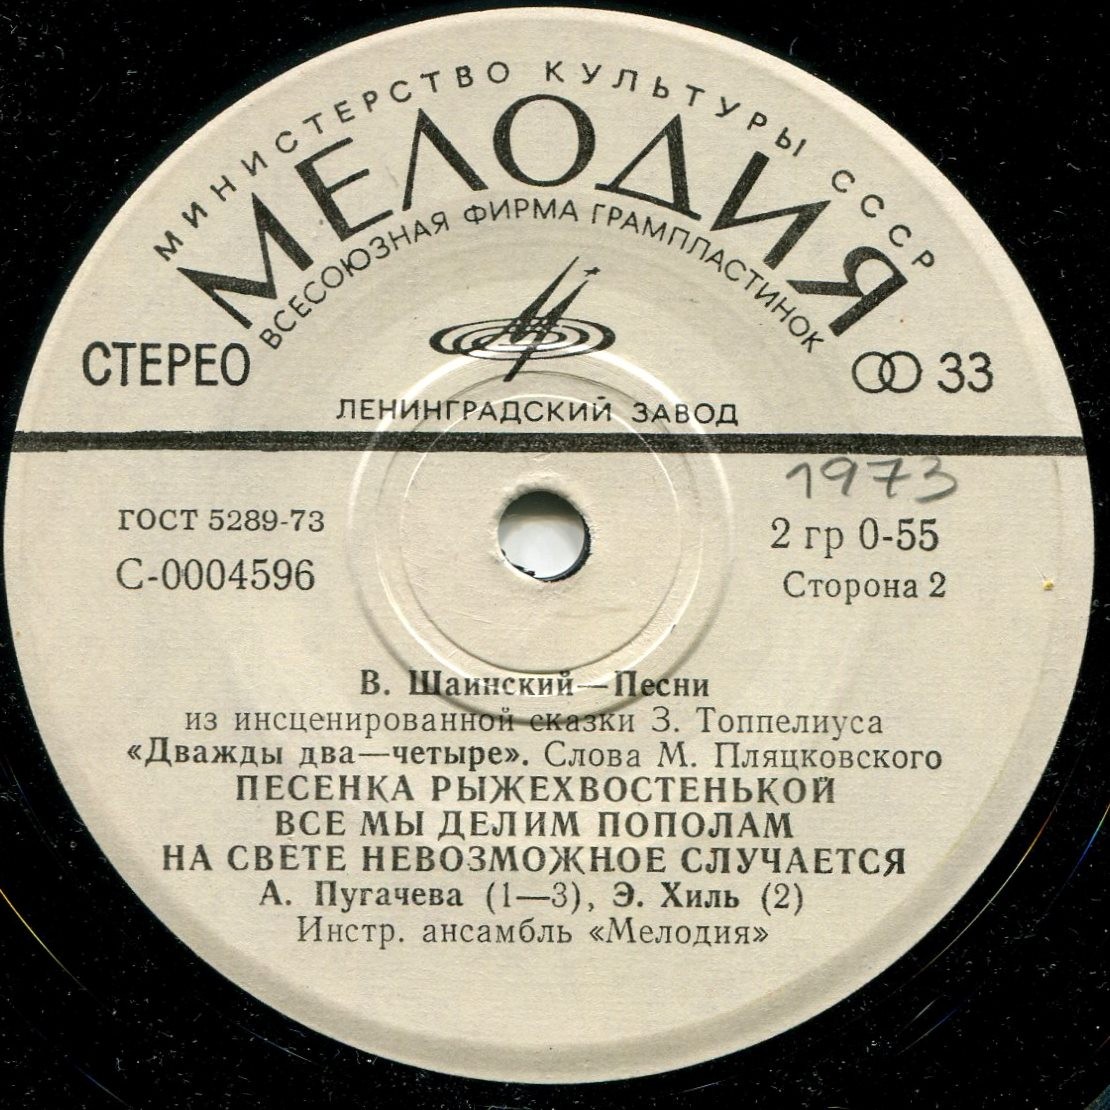 МИНИСТЕРСТВО КУЛЬТУРЫ СССР
МЕЛОДИЯ
ВСЕСОЮЗНАЯ ФИРМА ГРАМПЛАСТИНОК
СТЕРЕО
33
ЛЕНИНГРАДСКИЙ ЗАВОД
1973
ГОСТ 5289-73
2 гр 0-55
С-0004596
Сторона 2
В. Шаинский—Песни
из инсценированной сказки З. Топпелиуса
«Дважды два—четыре». Слова М. Пляцковского
ПЕСЕНКА РЫЖЕХВОСТЕНЬКОЙ
ВСЕ МЫ ДЕЛИМ ПОПОЛАМ
НА СВЕТЕ НЕВОЗМОЖНОЕ СЛУЧАЕТСЯ
А. Пугачева (1—3), Э. Хиль (2)
Инстр. ансамбль «Мелодия»